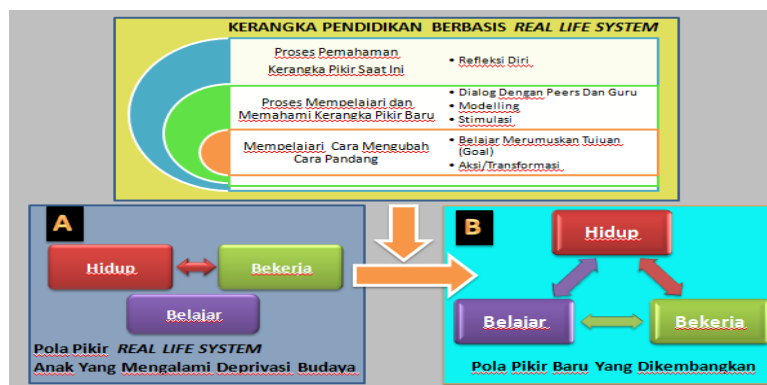 KERANGKA PENDIDIKAN BERBASIS REAL LIFE SYSTEM
Proses Pemahaman
Kerangka Pikir Saat Ini
• Refleksi Diri
Proses Mempelajari dan
Memahami Kerangka Pikir Baru
• Dialog Dengan Peers Dan Guru
• Modelling
• Stimulasi
Mempelajari Cara Mengubah
Cara Pandang
• Belajar Merumuskan Tujuan
(Goal)
• Aksi/Transformasi
A
Hidup
Bekerja
Belajar
Pola Pikir REAL LIFE SYSTEM
Anak Yang Mengalami Deprivasi Budaya
B
Hidup
Belajar
Bekerja
Pola Pikir Baru Yang Dikembangkan